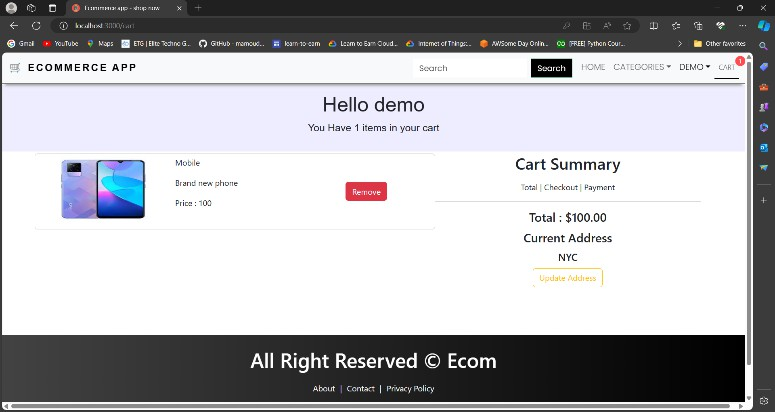 Ecommerce app - shop now
localhost:3000/cart
Gmail YouTube Maps ETG | Elite Techno G... GitHub - mamoud... learn-to-earn Learn to Earn Cloud... Internet of Things:... AWSome Day Onlin... [FREE] Python Cour... Other favorites
ECOMMERCE APP Search Search HOME CATEGORIES DEMO CART 1
Hello demo
You Have 1 items in your cart
Mobile
Brand new phone
Price : 100
Remove
Cart Summary
Total | Checkout | Payment
Total : $100.00
Current Address
NYC
Update Address
All Right Reserved © Ecom
About | Contact | Privacy Policy